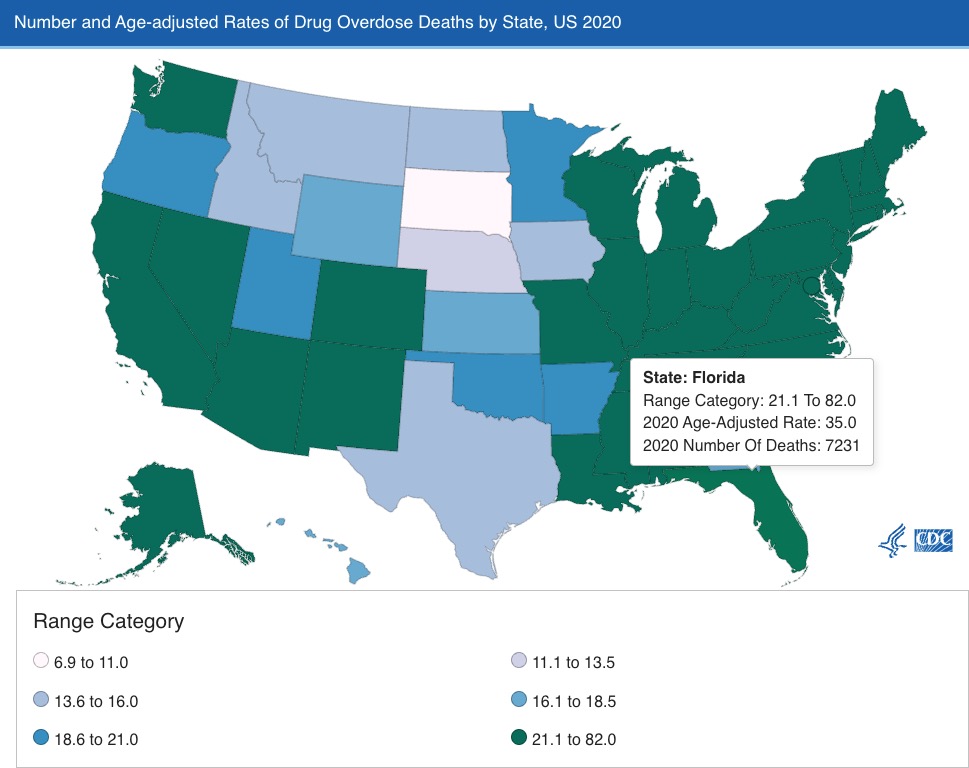 Number and Age-adjusted Rates of Drug Overdose Deaths by State, US 2020
State: Florida
Range Category: 21.1 To 82.0
2020 Age-Adjusted Rate: 35.0
2020 Number Of Deaths: 7231
CDC
Range Category
6.9 to 11.0
11.1 to 13.5
13.6 to 16.0
16.1 to 18.5
18.6 to 21.0
21.1 to 82.0